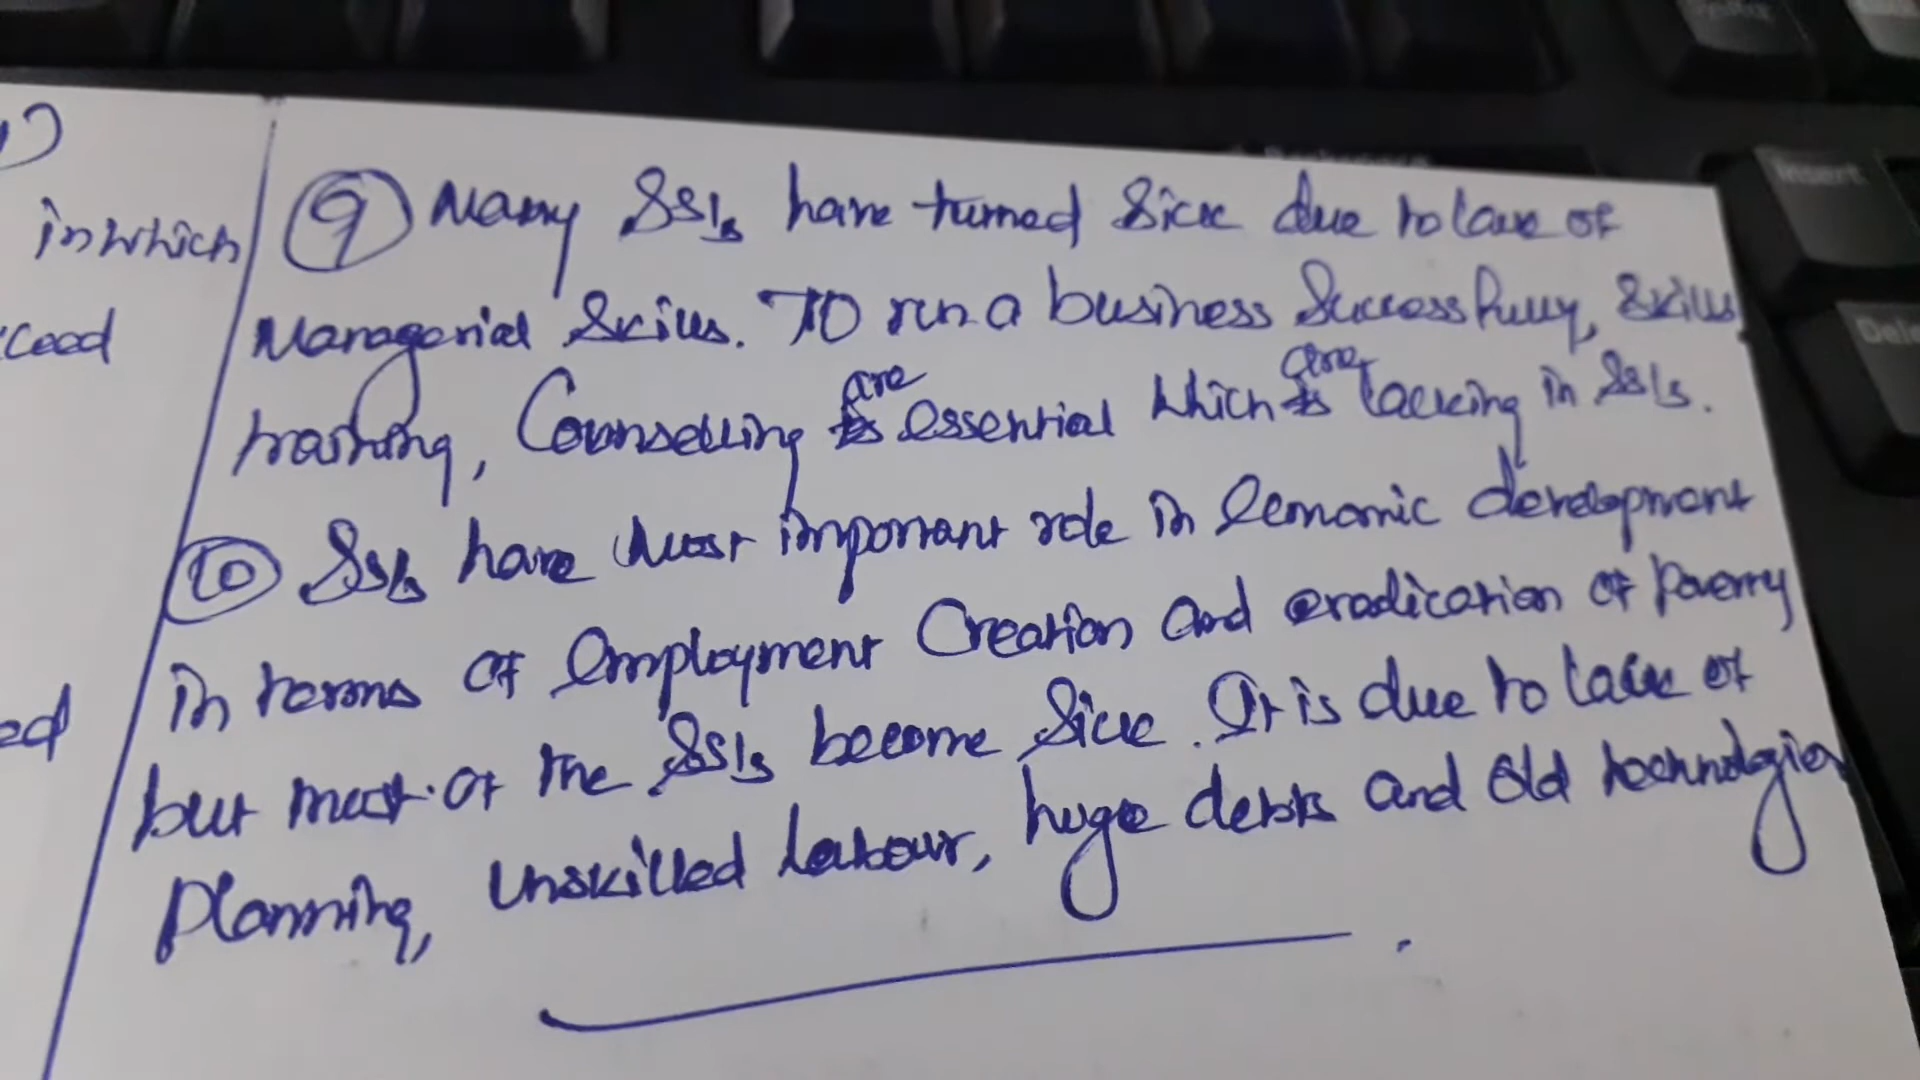 in which
ceed
ed
9 Many SSIs have turned sick due to lack of
Managerial skills. To run a business successfully, skills
training, Counselling are essential which are lacking in SSIs.
10 SSIs have most important role in economic development
in terms of employment creation and eradication of poverty
but most of the SSIs become sick. It is due to lack of
planning, unskilled labour, huge debts and old technologies
Insert
Dele